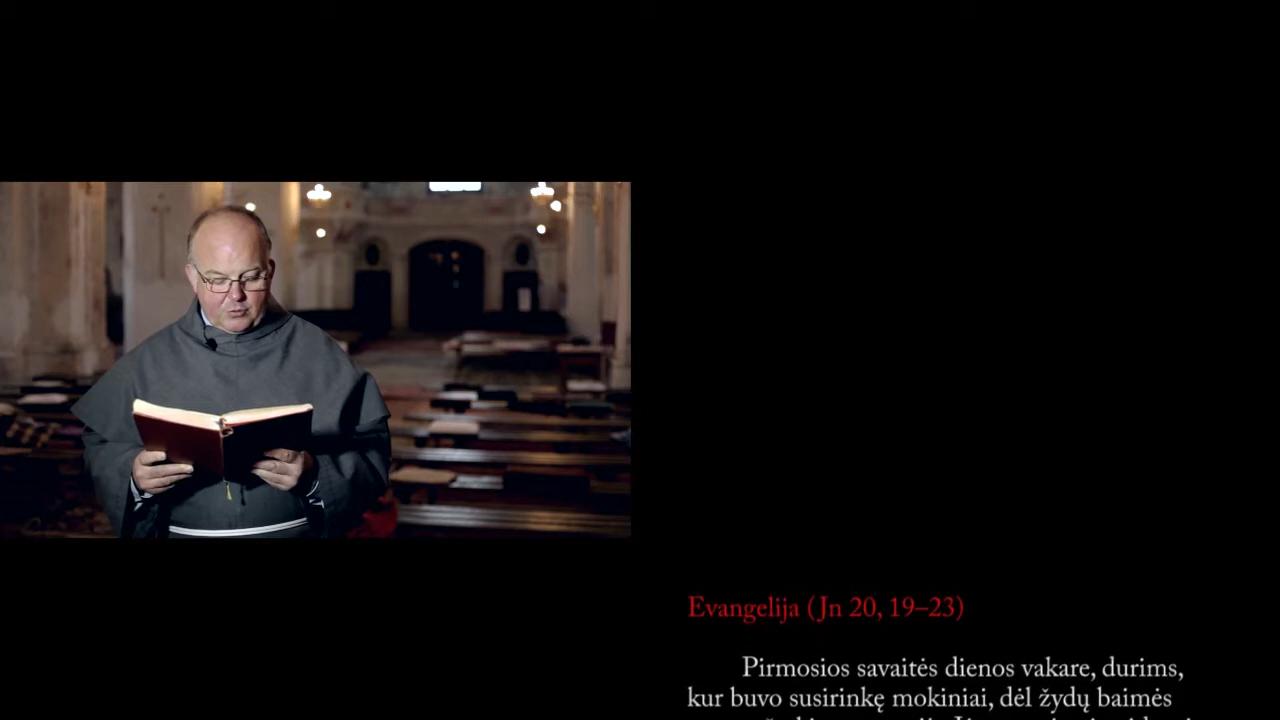 Evangelija (Jn 20, 19–23)
Pirmosios savaitės dienos vakare, durims,
kur buvo susirinkę mokiniai, dėl žydų baimės